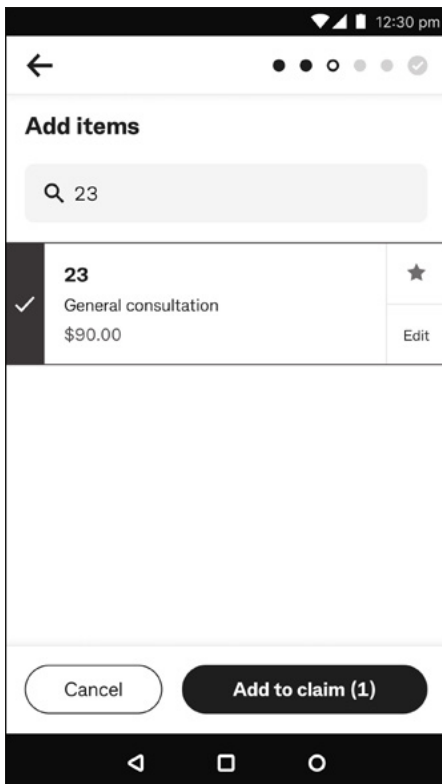 12:30 pm
Add items
23
23
General consultation
$90.00
Edit
Cancel
Add to claim (1)